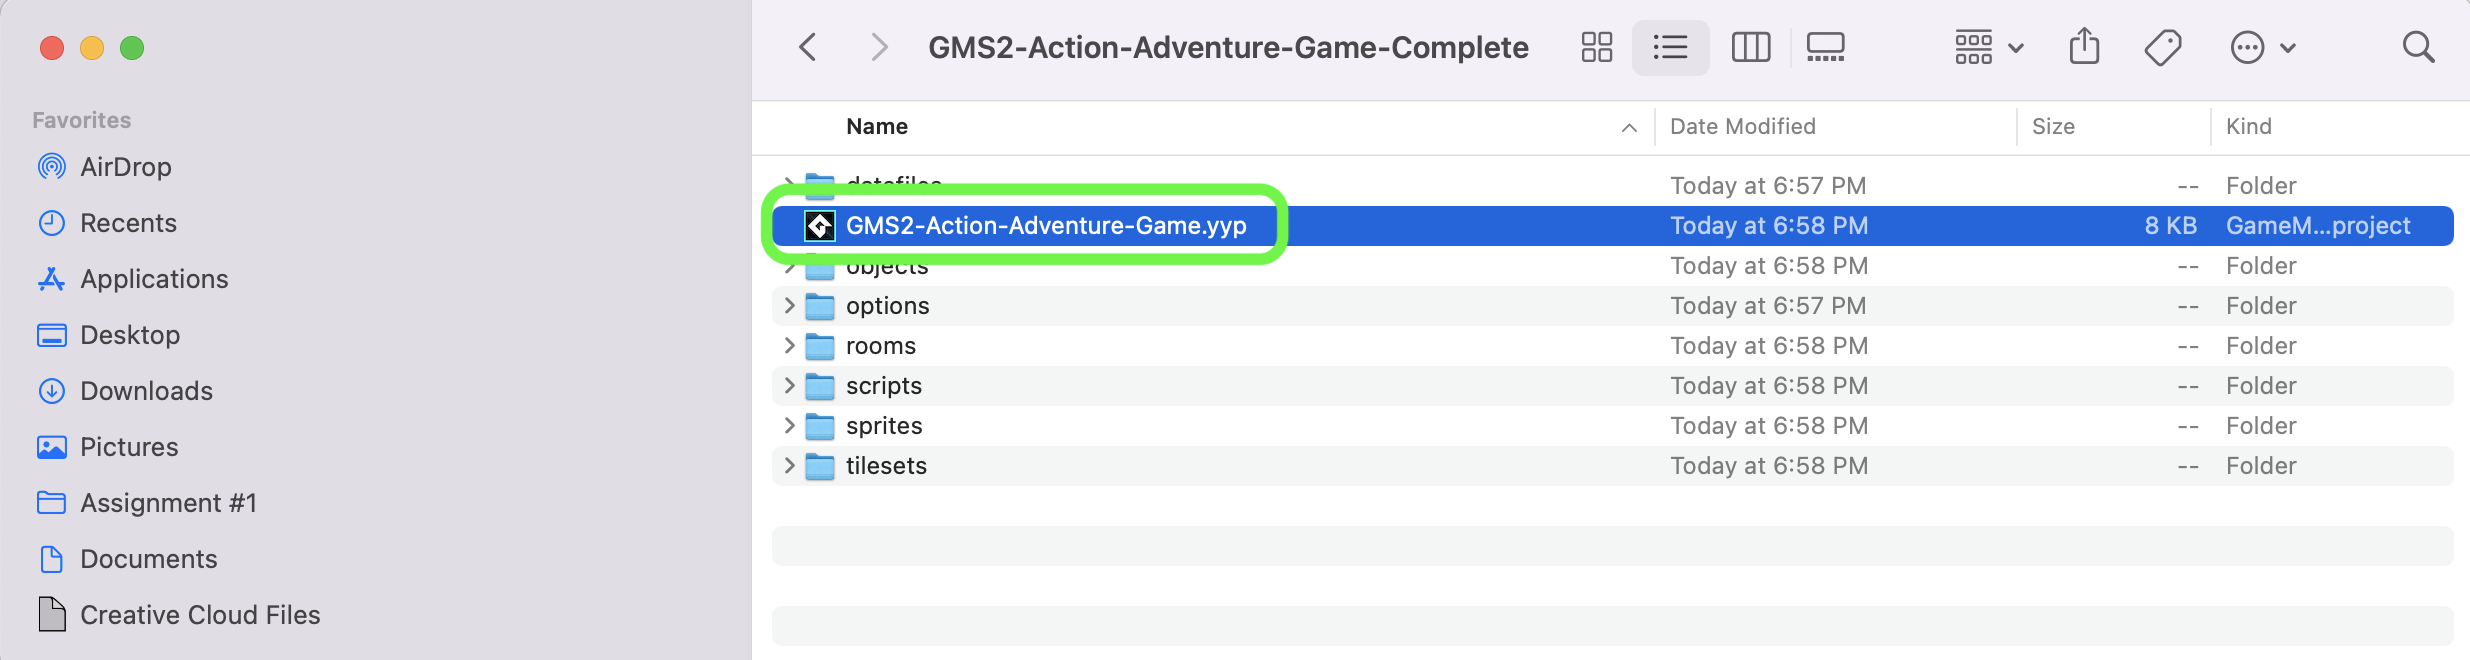 GMS2-Action-Adventure-Game-Complete
Favorites
AirDrop
Recents
Applications
Desktop
Downloads
Pictures
Assignment #1
Documents
Creative Cloud Files
Name Date Modified Size Kind
datafiles Today at 6:57 PM -- Folder
GMS2-Action-Adventure-Game.yyp Today at 6:58 PM 8 KB GameM...project
objects Today at 6:58 PM -- Folder
options Today at 6:57 PM -- Folder
rooms Today at 6:58 PM -- Folder
scripts Today at 6:58 PM -- Folder
sprites Today at 6:58 PM -- Folder
tilesets Today at 6:58 PM -- Folder